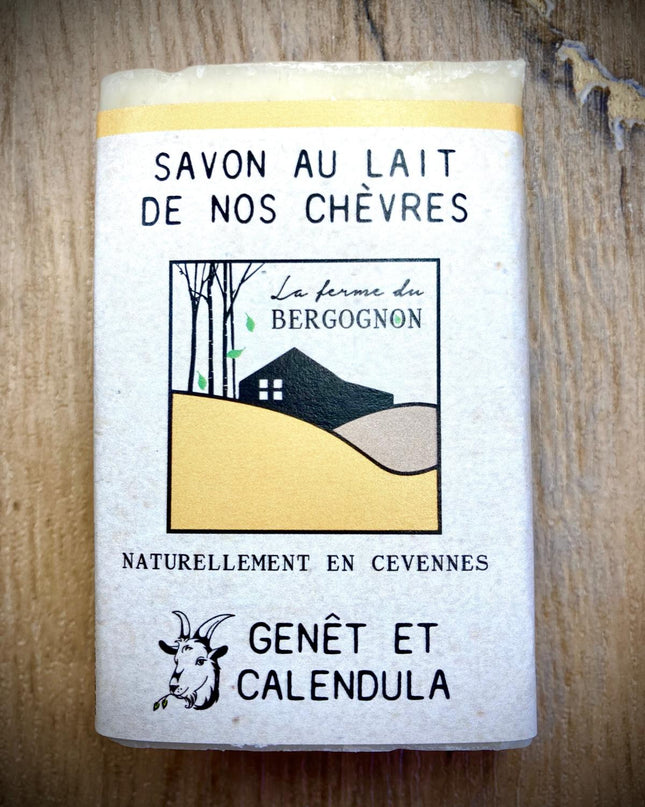 SAVON AU LAIT
DE NOS CHÈVRES
La ferme du
BERGOGNON
NATURELLEMENT EN CEVENNES
GENÊT ET
CALENDULA